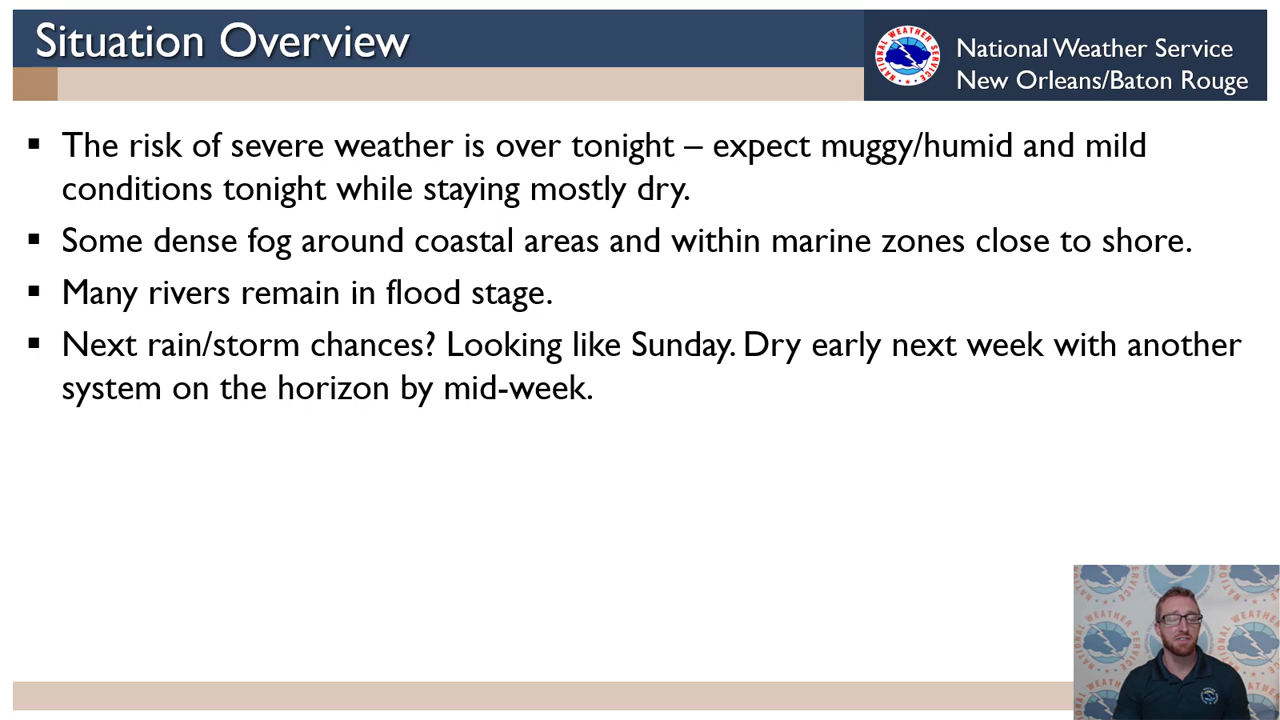 Situation Overview
National Weather Service
New Orleans/Baton Rouge
NATIONAL WEATHER SERVICE
▪ The risk of severe weather is over tonight – expect muggy/humid and mild
conditions tonight while staying mostly dry.
▪ Some dense fog around coastal areas and within marine zones close to shore.
▪ Many rivers remain in flood stage.
▪ Next rain/storm chances? Looking like Sunday. Dry early next week with another
system on the horizon by mid-week.